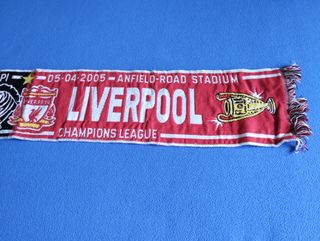 05-04-2005 - ANFIELD-ROAD STADIUM
LIVERPOOL
CHAMPIONS LEAGUE